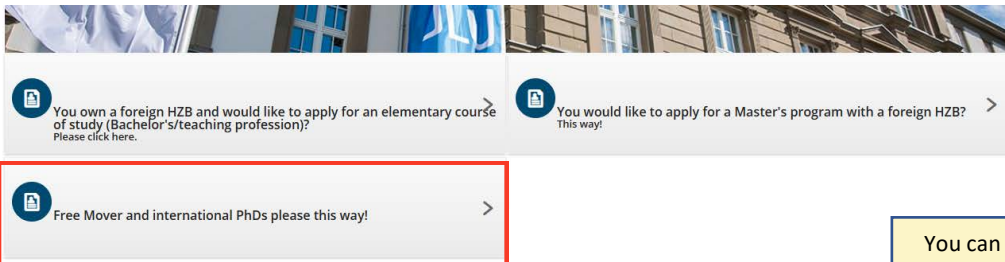 JLU
You own a foreign HZB and would like to apply for an elementary course
of study (Bachelor's/teaching profession)?
Please click here.
You would like to apply for a Master's program with a foreign HZB?
This way!
Free Mover and international PhDs please this way!
You can